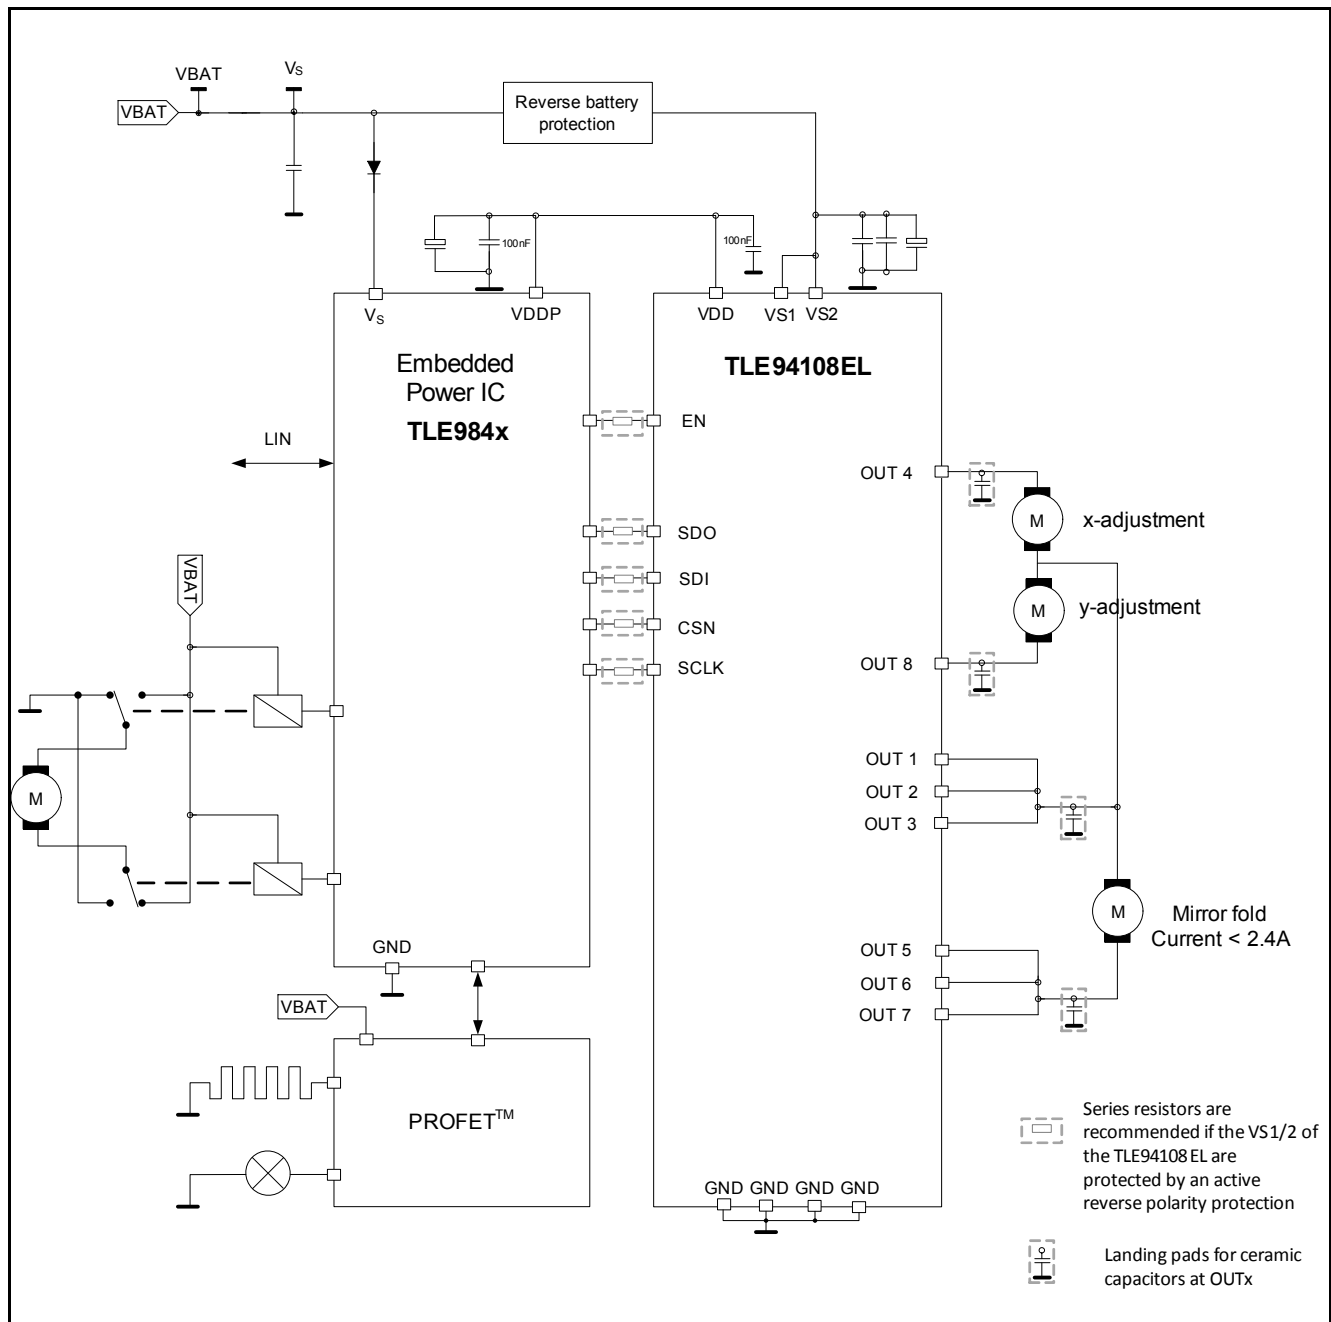 VBAT
VS
VBAT
Reverse battery
protection
100nF
100nF
VS
VDDP
VDD
VS1
VS2
Embedded
Power IC
TLE984x
TLE94108EL
EN
LIN
OUT 4
M
x-adjustment
SDO
SDI
VBAT
M
y-adjustment
CSN
OUT 8
SCLK
OUT 1
M
OUT 2
OUT 3
M
Mirror fold
Current < 2.4A
GND
OUT 5
OUT 6
VBAT
OUT 7
PROFET™
Series resistors are
recommended if the VS1/2 of
the TLE94108EL are
protected by an active
reverse polarity protection
GND GND GND GND
Landing pads for ceramic
capacitors at OUTx